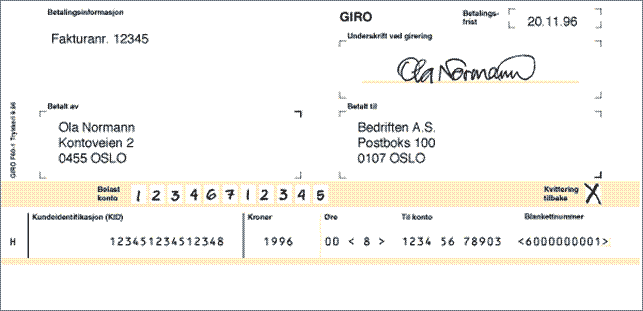 Betalingsinformasjon
Fakturanr. 12345
GIRO
Betalings-
frist
20.11.96
Underskrift ved girering
Ola Normann
Betalt av
Ola Normann
Kontoveien 2
0455 OSLO
Betalt til
Bedriften A.S.
Postboks 100
0107 OSLO
GIRO F60-1 Trykkeri 9.96
Belast
konto
1 2 3 4 6 7 1 2 3 4 5
Kvittering
tilbake
X
Kundeidentifikasjon (KID)
Kroner
Øre
Til konto
Blankettnummer
H
123451234512348
1996
00 < 8 >
1234 56 78903
<6000000001>